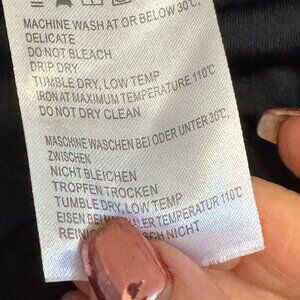 MACHINE WASH AT OR BELOW 30℃,
DELICATE
DO NOT BLEACH
DRIP DRY
TUMBLE DRY, LOW TEMP
IRON AT MAXIMUM TEMPERATURE 110℃
DO NOT DRY CLEAN
MASCHINE WASCHEN BEI ODER UNTER 30℃,
ZWISCHEN
NICHT BLEICHEN
TROPFEN TROCKEN
TUMBLE DRY, LOW TEMP
EISEN BEI TEMPERATUR 110℃
NICHT